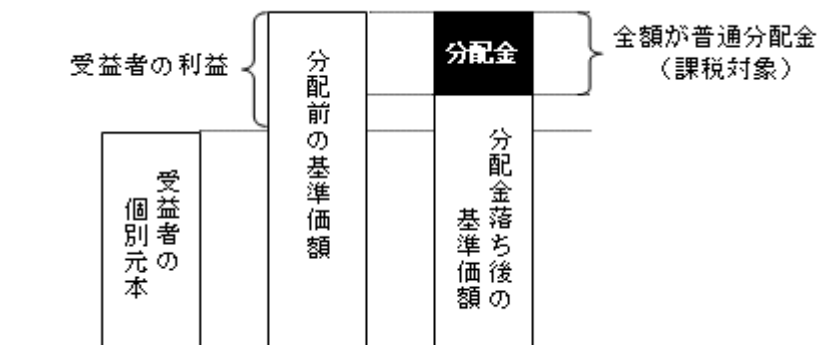 受益者の利益
分配前の基準価額
分配金
全額が普通分配金
（課税対象）
受益者の
個別元本
分配金落ち後の
基準価額